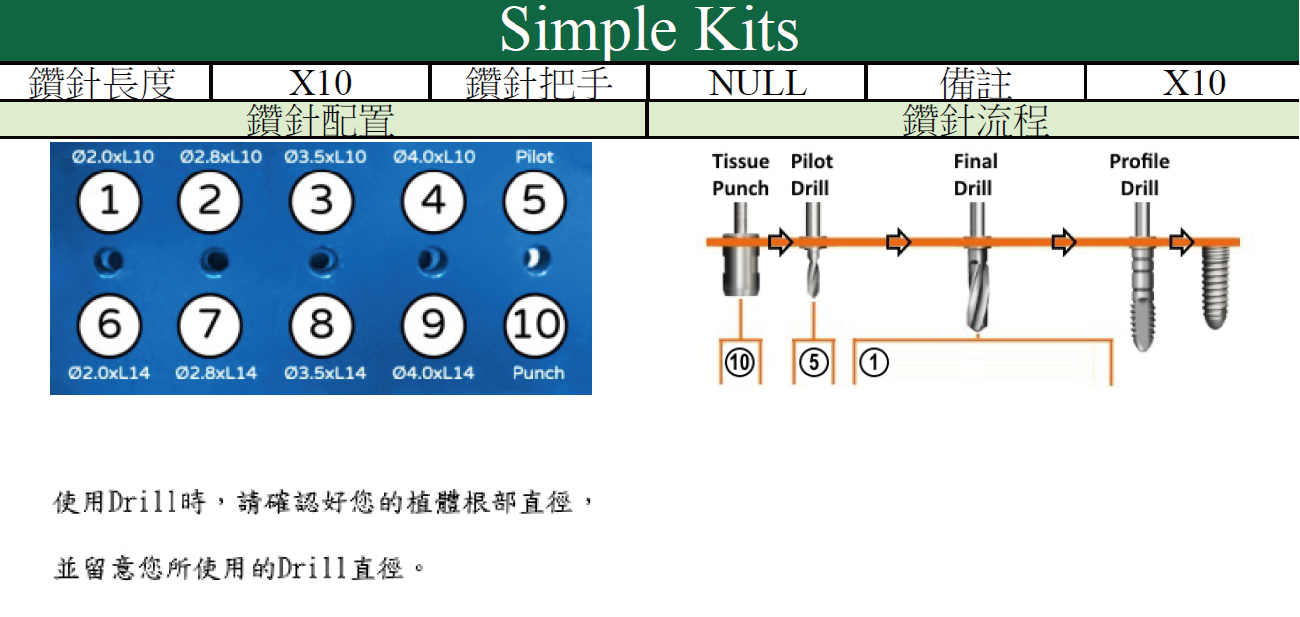 Simple Kits
鑽針長度 X10 鑽針把手 NULL 備註 X10
鑽針配置 鑽針流程
Ø2.0xL10 Ø2.8xL10 Ø3.5xL10 Ø4.0xL10 Pilot
1 2 3 4 5
6 7 8 9 10
Ø2.0xL14 Ø2.8xL14 Ø3.5xL14 Ø4.0xL14 Punch
Tissue Pilot Final Profile
Punch Drill Drill Drill
⑩ ⑤ ①
使用Drill時，請確認好您的植體根部直徑，
並留意您所使用的Drill直徑。